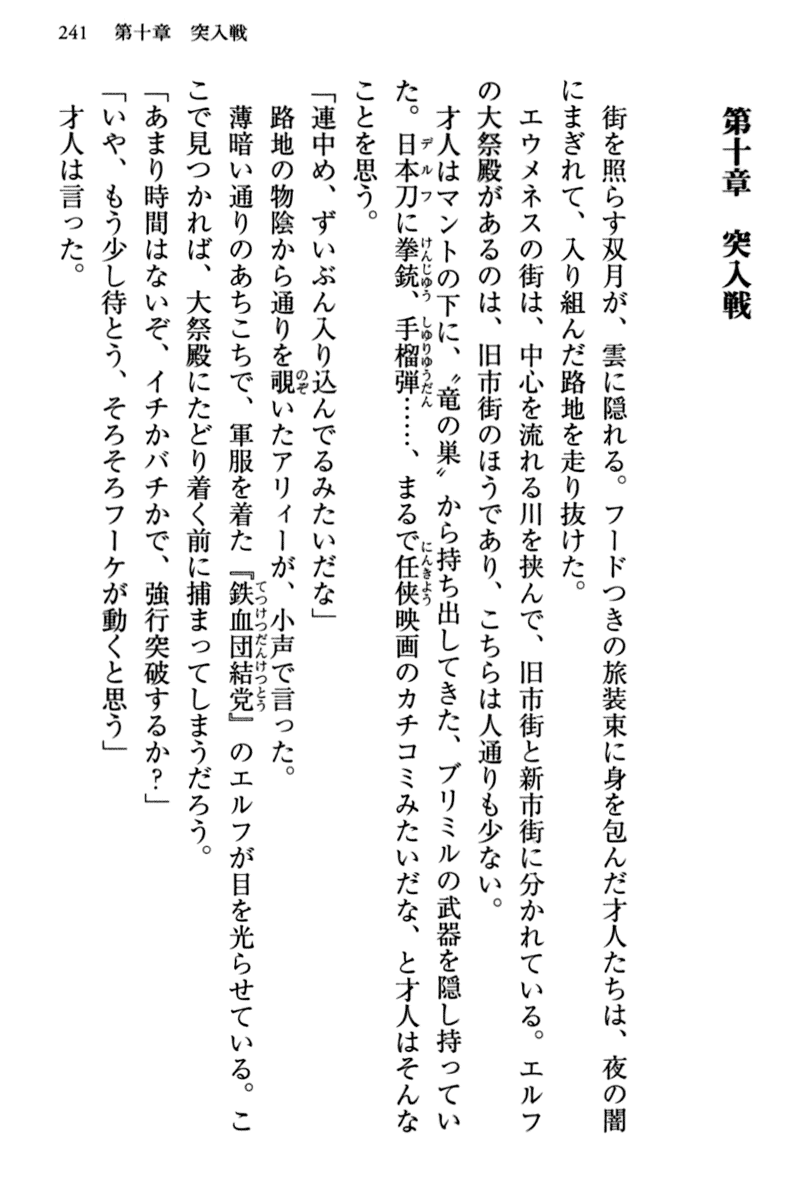 241 第十章 突入戦
第十章 突入戦
街を照らす双月が、雲に隠れる。フードつきの旅装束に身を包んだ才人たちは、夜の闇
にまぎれて、入り組んだ路地を走り抜けた。
エウメネスの街は、中心を流れる川を挟んで、旧市街と新市街に分かれている。エルフ
の大祭殿があるのは、旧市街のほうであり、こちらは人通りも少ない。
才人はマントの下に、〝竜の巣〟から持ち出してきた、ブリミルの武器を隠し持ってい
た。日本刀に拳銃、手榴弾……、まるで任侠映画のカチコミみたいだな、と才人はそんな
デルフ けんじゅう しゅりゅうだん にんきょう
ことを思う。
「連中め、ずいぶん入り込んでるみたいだな」
路地の物陰から通りを覗いたアリィーが、小声で言った。
のぞ
薄暗い通りのあちこちで、軍服を着た『鉄血団結党』のエルフが目を光らせている。こ
てつけつだんけつとう
こで見つかれば、大祭殿にたどり着く前に捕まってしまうだろう。
「あまり時間はないぞ、イチかバチかで、強行突破するか?」
「いや、もう少し待とう、そろそろフーケが動くと思う」
才人は言った。